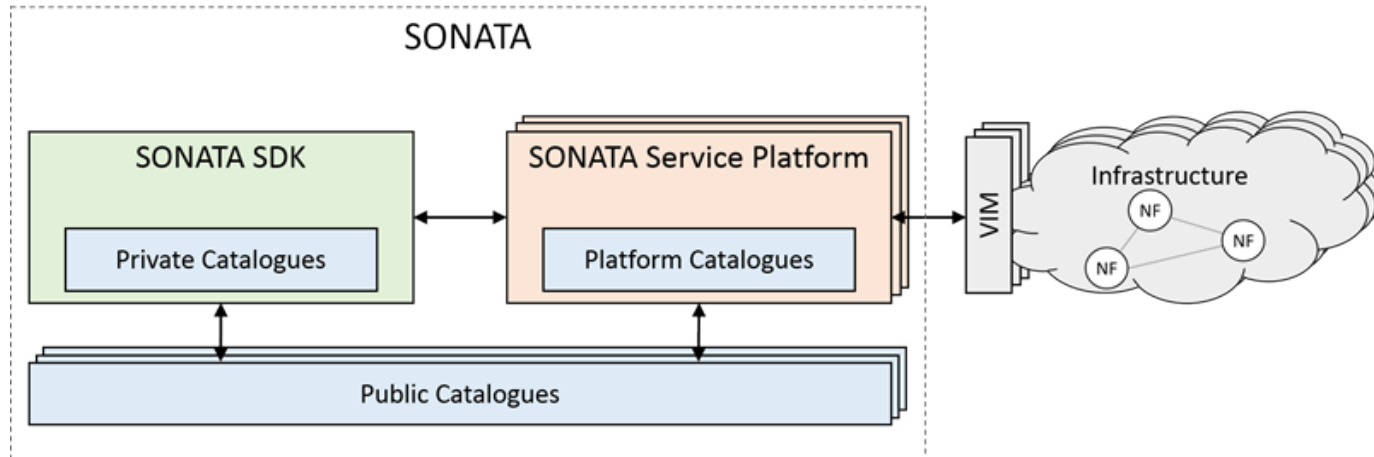 SONATA
SONATA SDK
Private Catalogues
SONATA Service Platform
Platform Catalogues
Public Catalogues
VIM
Infrastructure
NF
NF
NF